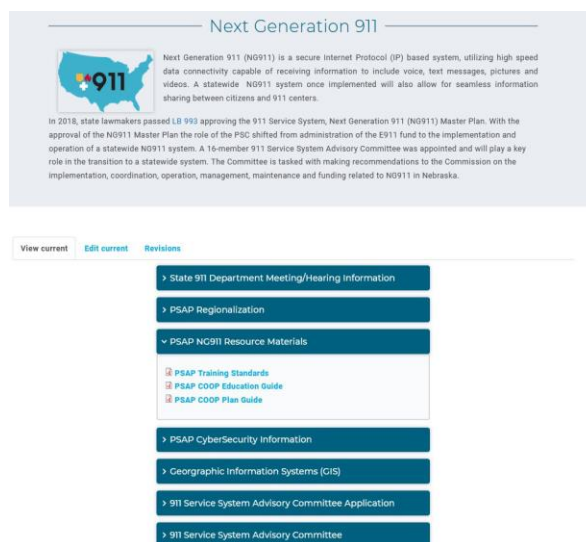 Next Generation 911
911
Next Generation 911 (NG911) is a secure Internet Protocol (IP) based system, utilizing high speed
data connectivity capable of receiving information to include voice, text messages, pictures and
videos. A statewide NG911 system once implemented will also allow for seamless information
sharing between citizens and 911 centers.
In 2018, state lawmakers passed LB 993 approving the 911 Service System, Next Generation 911 (NG911) Master Plan. With the
approval of the NG911 Master Plan the role of the PSC shifted from administration of the E911 fund to the implementation and
operation of a statewide NG911 system. A 16-member 911 Service System Advisory Committee was appointed and will play a key
role in the transition to a statewide system. The Committee is tasked with making recommendations to the Commission on the
implementation, coordination, operation, management, maintenance and funding related to NG911 in Nebraska.
View current Edit current Revisions
> State 911 Department Meeting/Hearing Information
> PSAP Regionalization
PSAP NG911 Resource Materials
PSAP Training Standards
PSAP COOP Education Guide
PSAP COOP Plan Guide
> PSAP CyberSecurity Information
> Georgraphic Information Systems (GIS)
> 911 Service System Advisory Committee Application
> 911 Service System Advisory Committee